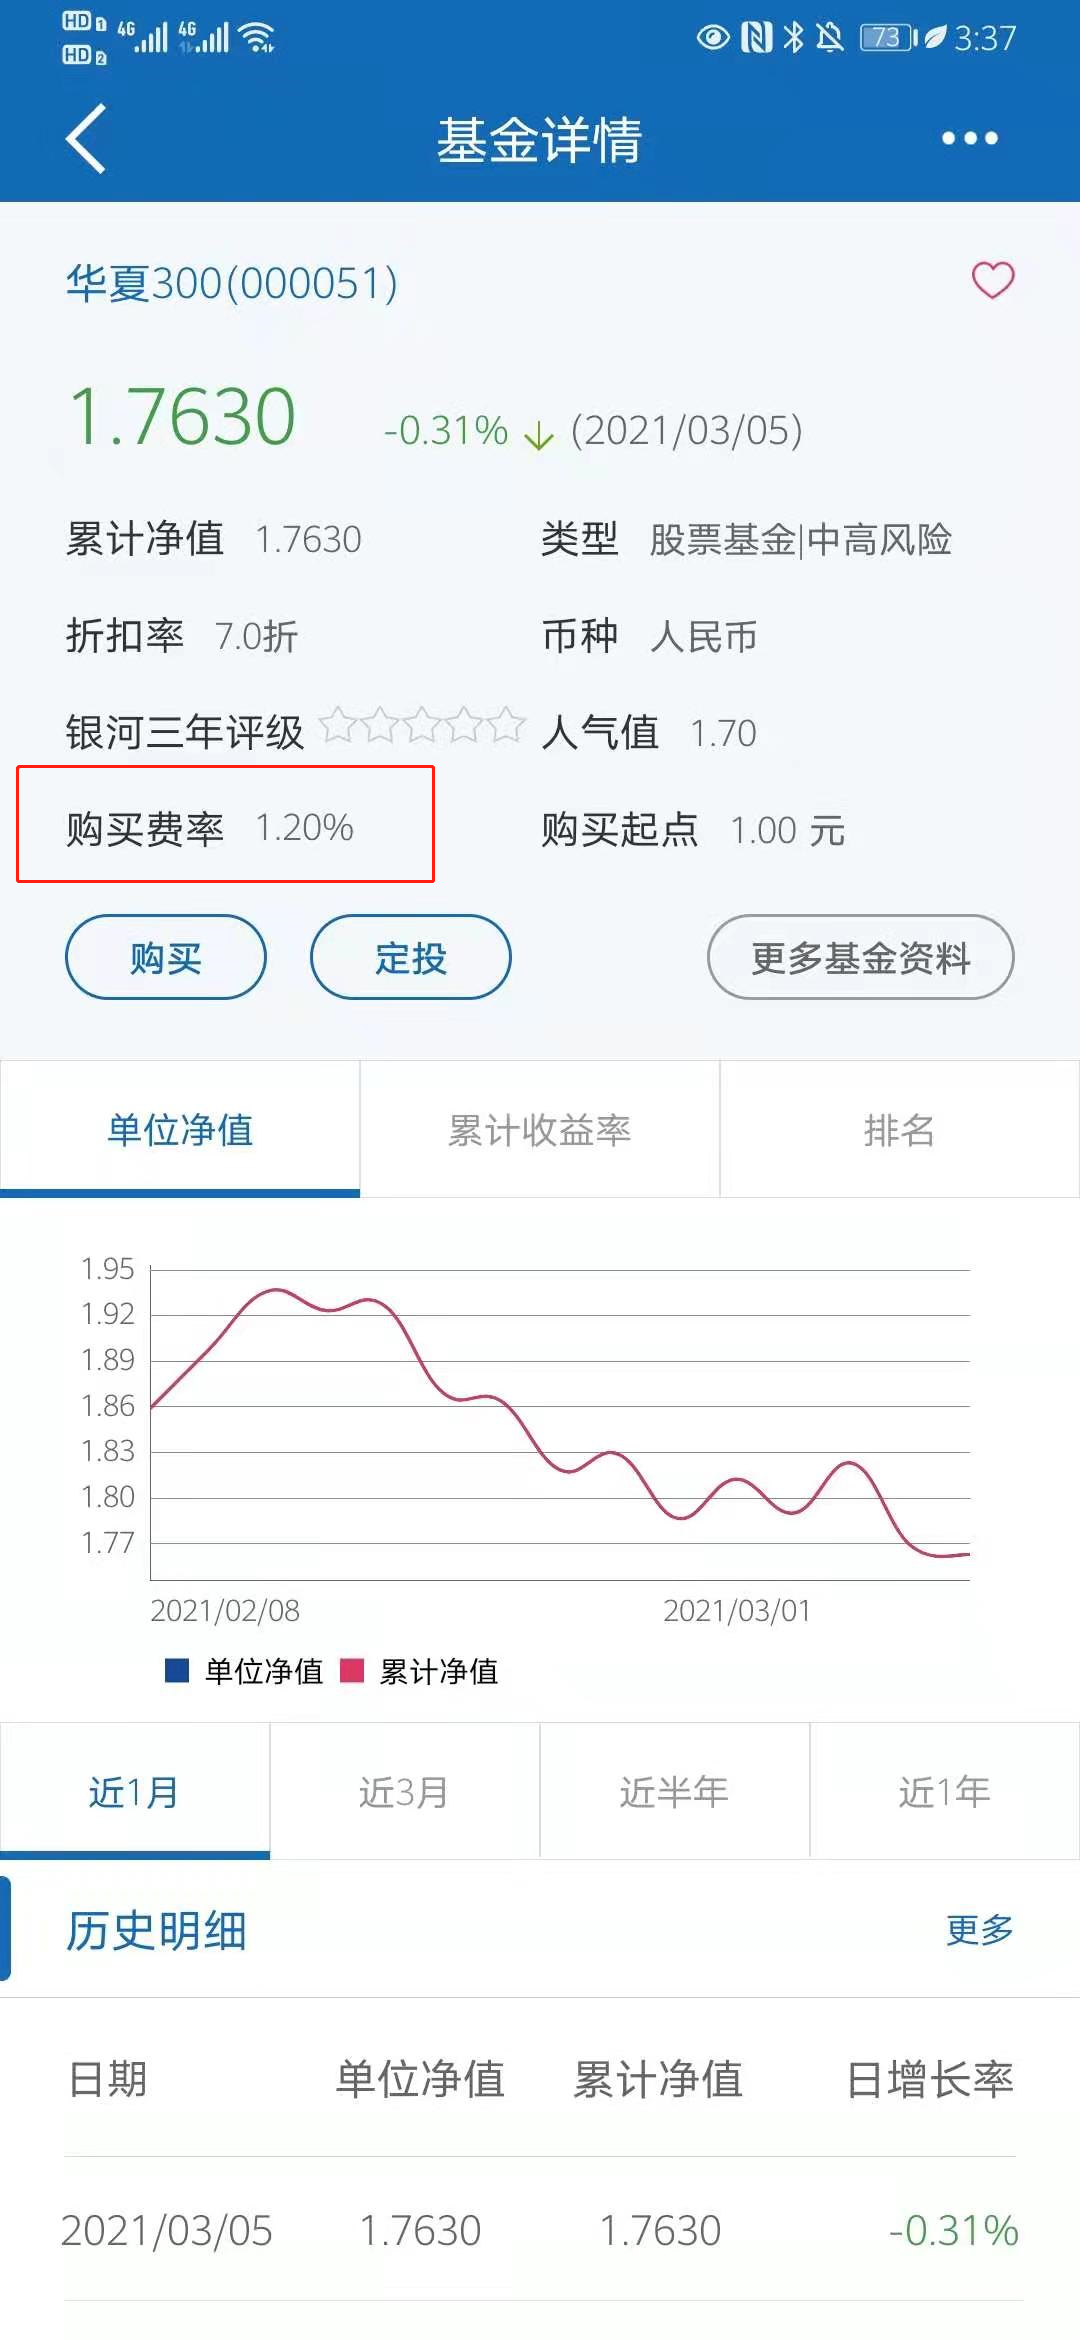 HD 1 4G 4G 73 3:37
HD 2
基金详情
华夏300(000051)
1.7630 -0.31% (2021/03/05)
累计净值 1.7630 类型 股票基金|中高风险
折扣率 7.0折 币种 人民币
银河三年评级 人气值 1.70
购买费率 1.20% 购买起点 1.00 元
购买 定投 更多基金资料
单位净值 累计收益率 排名
1.95
1.92
1.89
1.86
1.83
1.80
1.77
2021/02/08 2021/03/01
单位净值 累计净值
近1月 近3月 近半年 近1年
历史明细 更多
日期 单位净值 累计净值 日增长率
2021/03/05 1.7630 1.7630 -0.31%